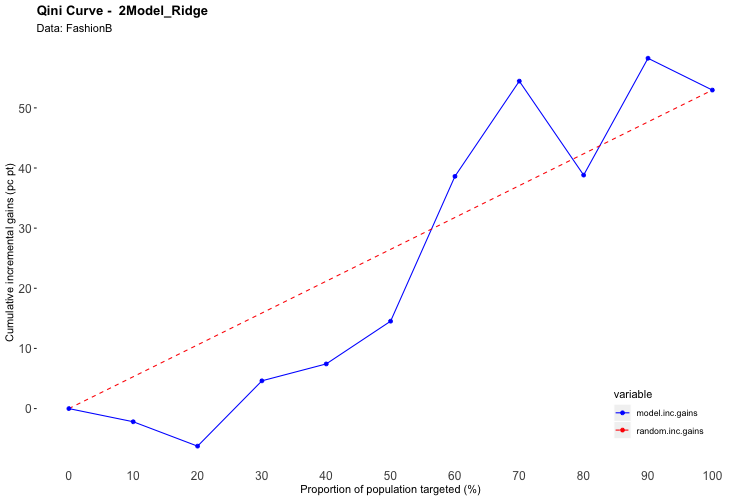 Qini Curve -  2Model_Ridge
Data: FashionB
Cumulative incremental gains (pc pt)
50
40
30
20
10
0
0 10 20 30 40 50 60 70 80 90 100
Proportion of population targeted (%)
variable
model.inc.gains
random.inc.gains